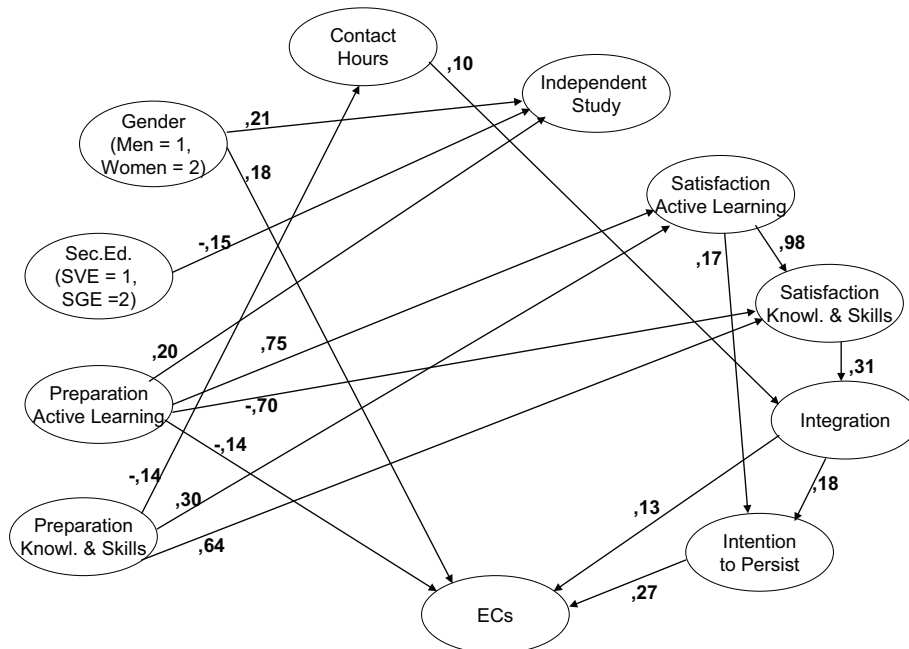 Contact
Hours
,10
Independent
Study
,21
Gender
(Men = 1,
Women = 2)
,18
Satisfaction
Active Learning
-,15
,98
,17
Sec.Ed.
(SVE = 1,
SGE =2)
Satisfaction
Knowl. & Skills
,20
,75
,31
Preparation
Active Learning
-,70
Integration
-,14
-,14
,30
,18
,13
Preparation
Knowl. & Skills
,64
Intention
to Persist
,27
ECs